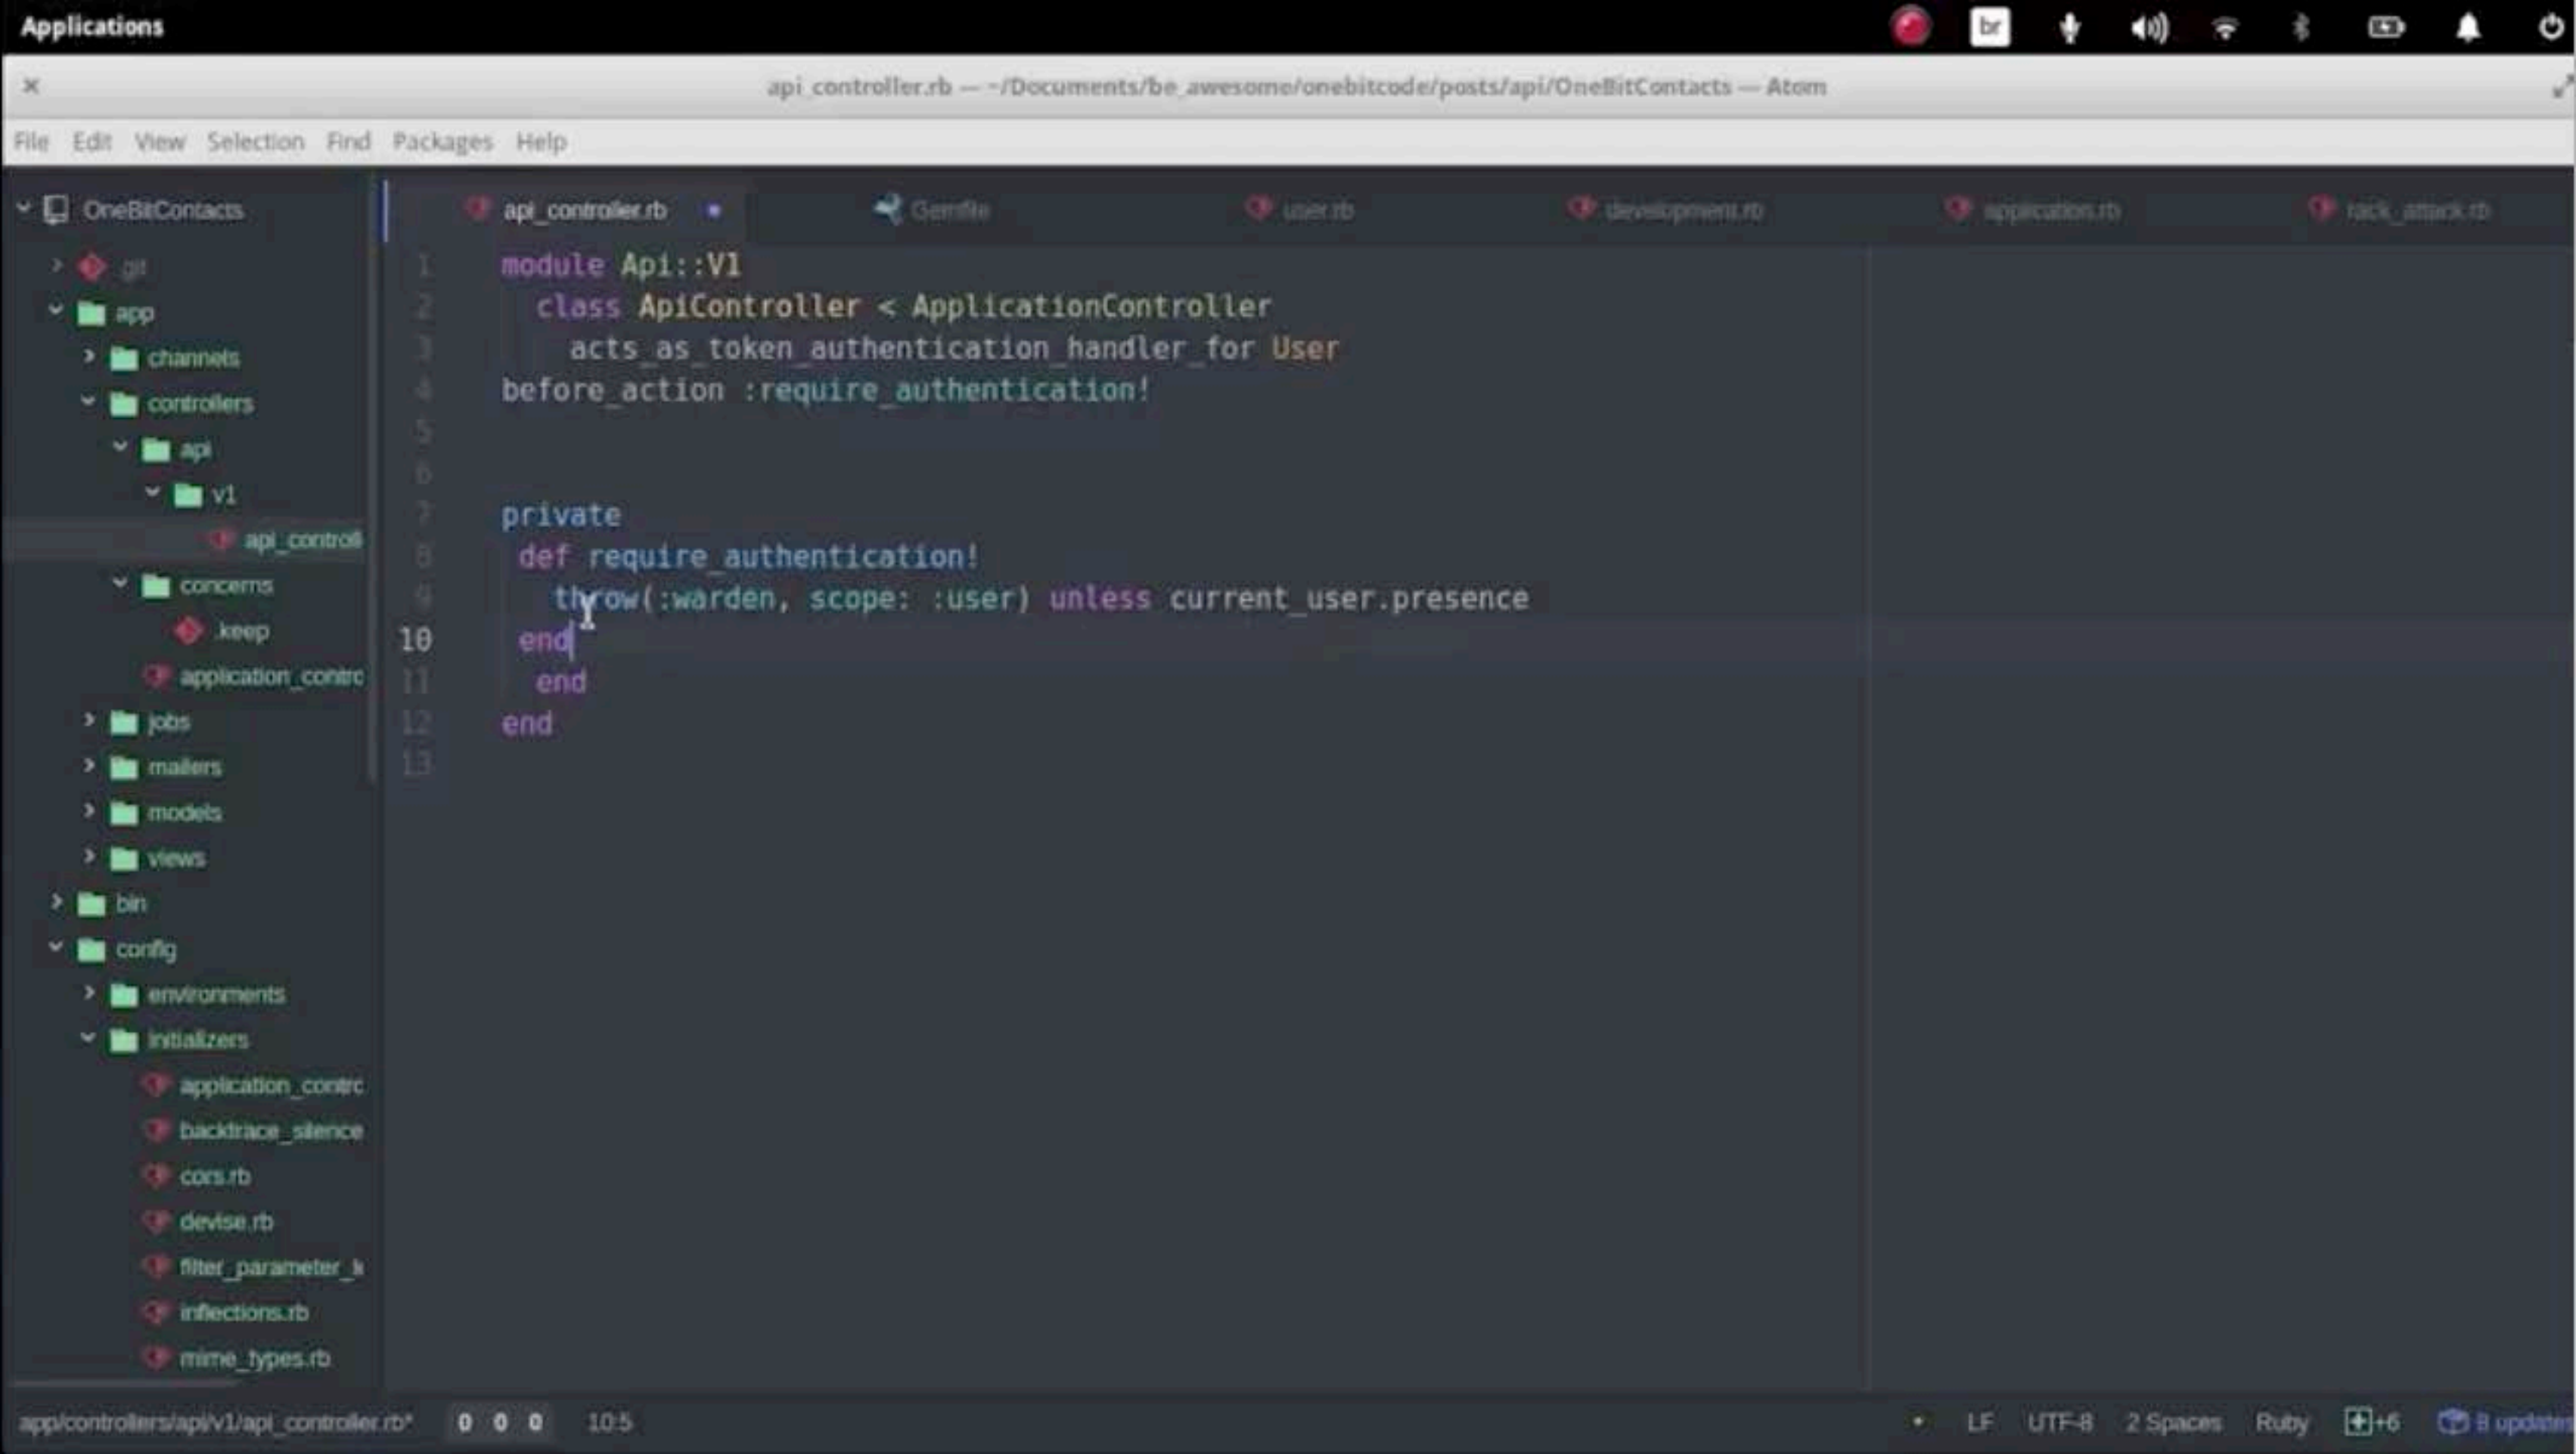 Applications
br
api_controller.rb — ~/Documents/be_awesome/onebitcode/posts/api/OneBitContacts — Atom
File Edit View Selection Find Packages Help
OneBitContacts
.git
app
channels
controllers
api
v1
api_controll
concerns
.keep
application_contro
jobs
mailers
models
views
bin
config
environments
initializers
application_contro
backtrace_silence
cors.rb
devise.rb
filter_parameter_l
inflections.rb
mime_types.rb
api_controller.rb Gemfile user.rb development.rb application.rb rack_attack.rb
1 module Api::V1
2 class ApiController < ApplicationController
3 acts_as_token_authentication_handler_for User
4 before_action :require_authentication!
5
6
7 private
8 def require_authentication!
9 throw(:warden, scope: :user) unless current_user.presence
10 end
11 end
12 end
13
app/controllers/api/v1/api_controller.rb* 0 0 0 10:5 LF UTF-8 2 Spaces Ruby +6 8 updates